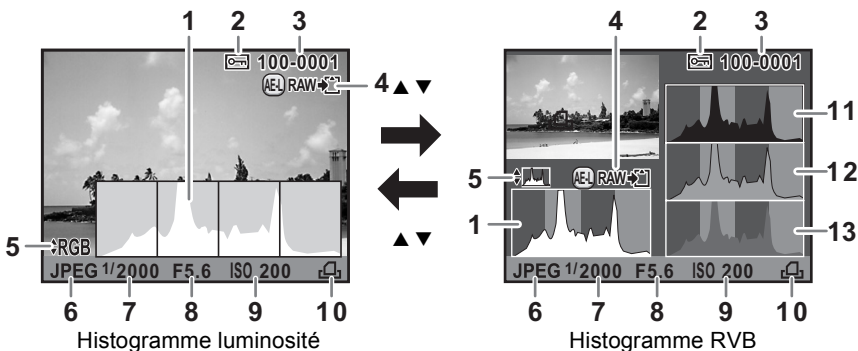 1 2 3
100-0001
AE-L RAW
4 ▲ ▼
▲ ▼
5 RGB
JPEG 1/2000 F5.6 ISO 200
6 7 8 9 10
Histogramme luminosité
4 2 3
100-0001
11
5 AE-L RAW
12
1
13
JPEG 1/2000 F5.6 ISO 200
6 7 8 9 10
Histogramme RVB